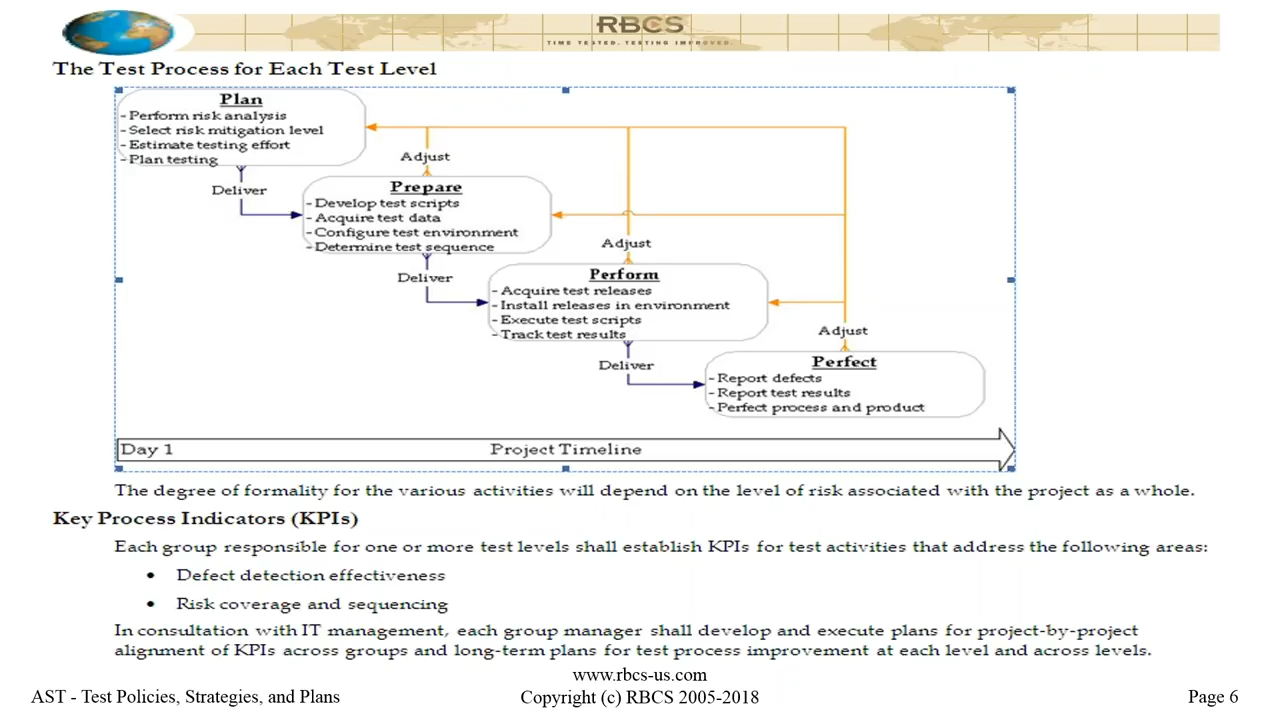 RBCS
TIME TESTED. TESTING IMPROVED.
The Test Process for Each Test Level
Plan
- Perform risk analysis
- Select risk mitigation level
- Estimate testing effort
- Plan testing
Adjust
Deliver
Prepare
- Develop test scripts
- Acquire test data
- Configure test environment
- Determine test sequence
Adjust
Deliver
Perform
- Acquire test releases
- Install releases in environment
- Execute test scripts
- Track test results
Adjust
Deliver
Perfect
- Report defects
- Report test results
- Perfect process and product
Day 1 Project Timeline
The degree of formality for the various activities will depend on the level of risk associated with the project as a whole.
Key Process Indicators (KPIs)
Each group responsible for one or more test levels shall establish KPIs for test activities that address the following areas:
• Defect detection effectiveness
• Risk coverage and sequencing
In consultation with IT management, each group manager shall develop and execute plans for project-by-project
alignment of KPIs across groups and long-term plans for test process improvement at each level and across levels.
www.rbcs-us.com
AST - Test Policies, Strategies, and Plans Copyright (c) RBCS 2005-2018 Page 6